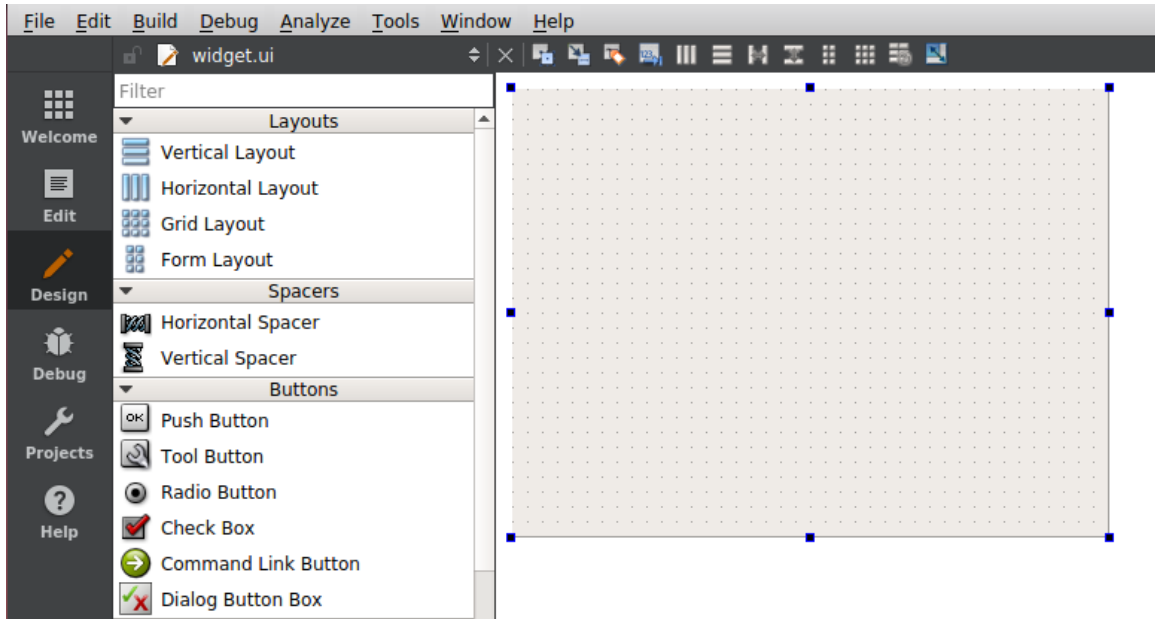 File Edit Build Debug Analyze Tools Window Help
widget.ui
Filter
Welcome
Edit
Design
Debug
Projects
Help
Layouts
Vertical Layout
Horizontal Layout
Grid Layout
Form Layout
Spacers
Horizontal Spacer
Vertical Spacer
Buttons
OK Push Button
Tool Button
Radio Button
Check Box
Command Link Button
Dialog Button Box